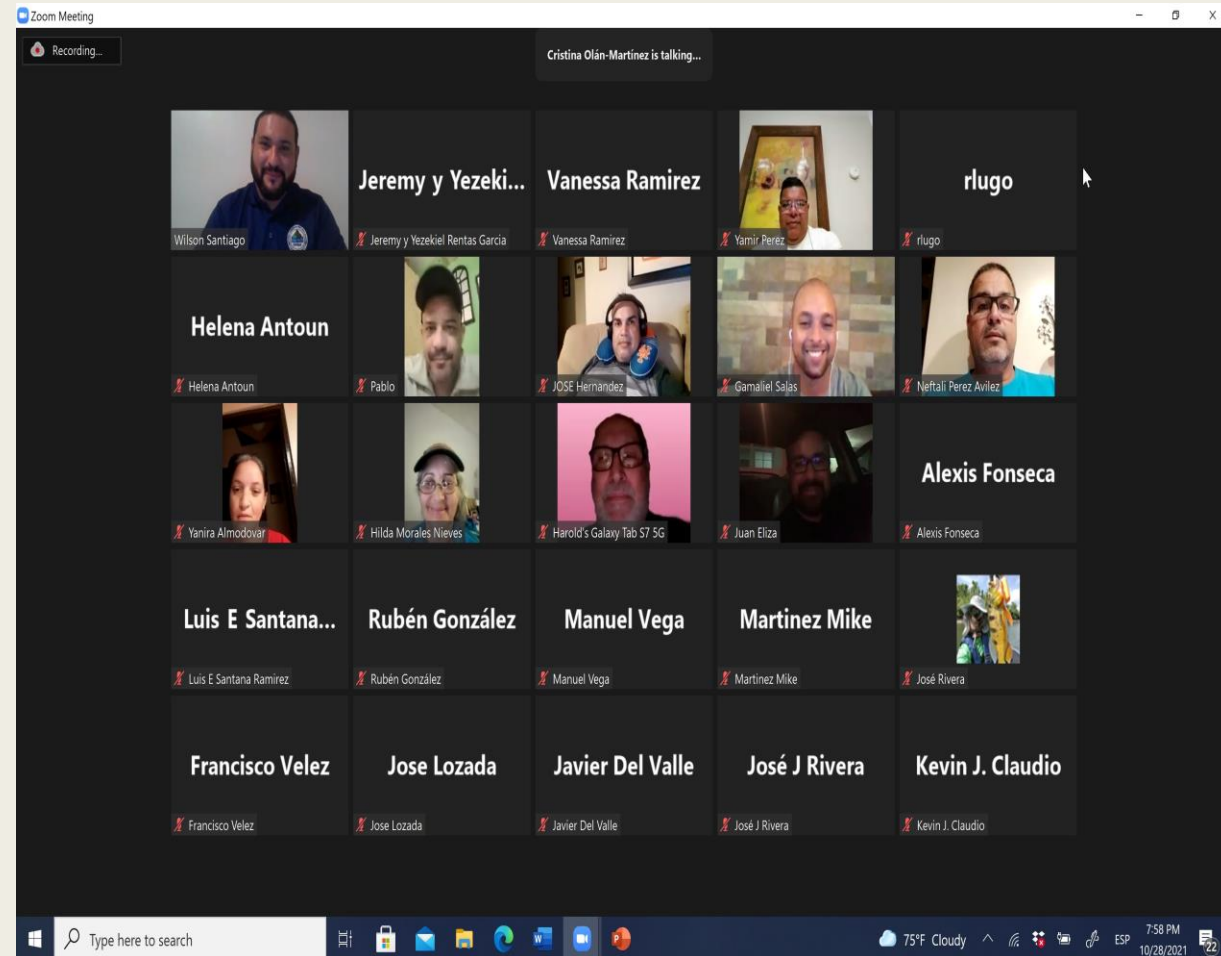 Zoom Meeting
Recording...
Cristina Olán-Martínez is talking...
Wilson Santiago
Jeremy y Yezeki...
Jeremy y Yezekiel Rentas Garcia
Vanessa Ramirez
Vanessa Ramirez
Yamir Perez
rlugo
rlugo
Helena Antoun
Helena Antoun
Pablo
JOSE Hernandez
Gamaliel Salas
Neftali Perez Avilez
Yanira Almodovar
Hilda Morales Nieves
Harold's Galaxy Tab S7 5G
Juan Eliza
Alexis Fonseca
Alexis Fonseca
Luis E Santana...
Luis E Santana Ramirez
Rubén González
Rubén González
Manuel Vega
Manuel Vega
Martinez Mike
Martinez Mike
José Rivera
Francisco Velez
Francisco Velez
Jose Lozada
Jose Lozada
Javier Del Valle
Javier Del Valle
José J Rivera
José J Rivera
Kevin J. Claudio
Kevin J. Claudio
Type here to search
75°F Cloudy
ESP
7:58 PM
10/28/2021
22